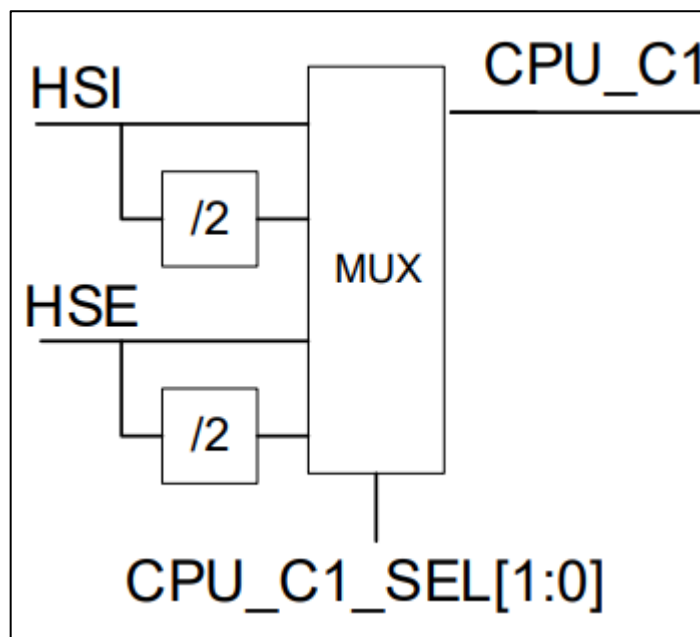 HSI
CPU_C1
/2
MUX
HSE
/2
CPU_C1_SEL[1:0]